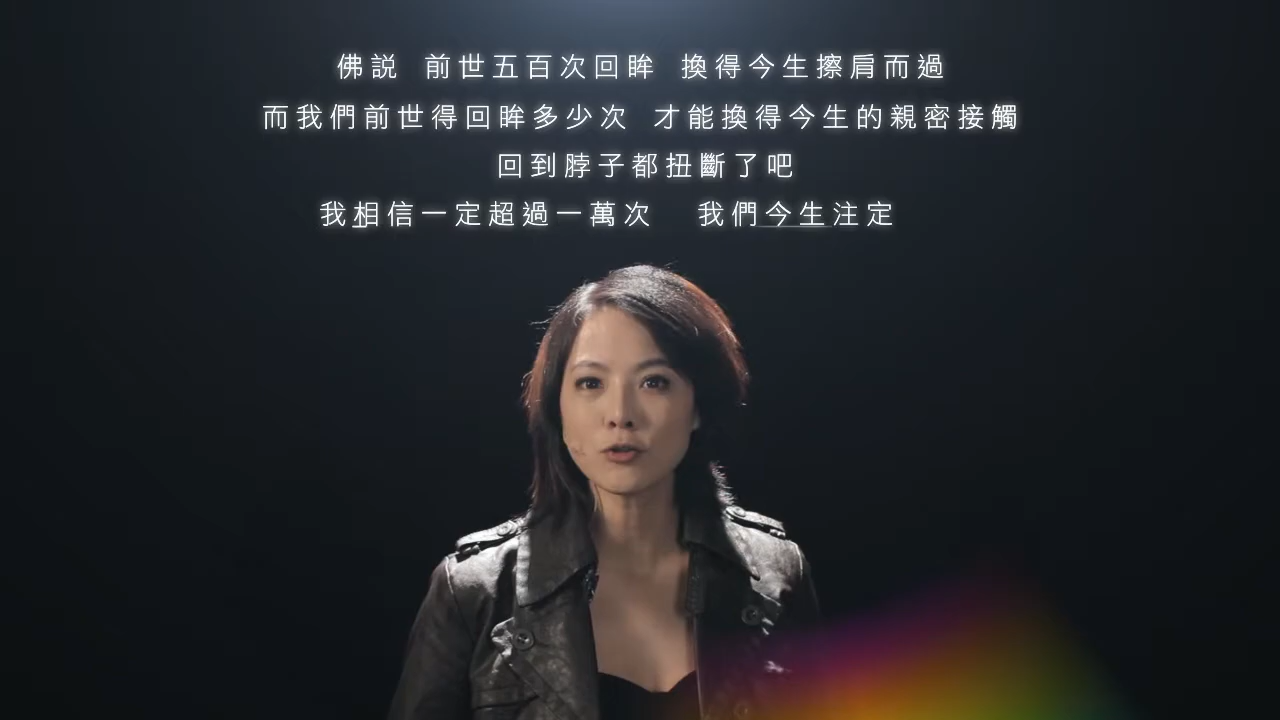 佛説 前世五百次回眸 換得今生擦肩而過
而我們前世得回眸多少次 才能換得今生的親密接觸
回到脖子都扭斷了吧
我相信一定超過一萬次 我們今生注定